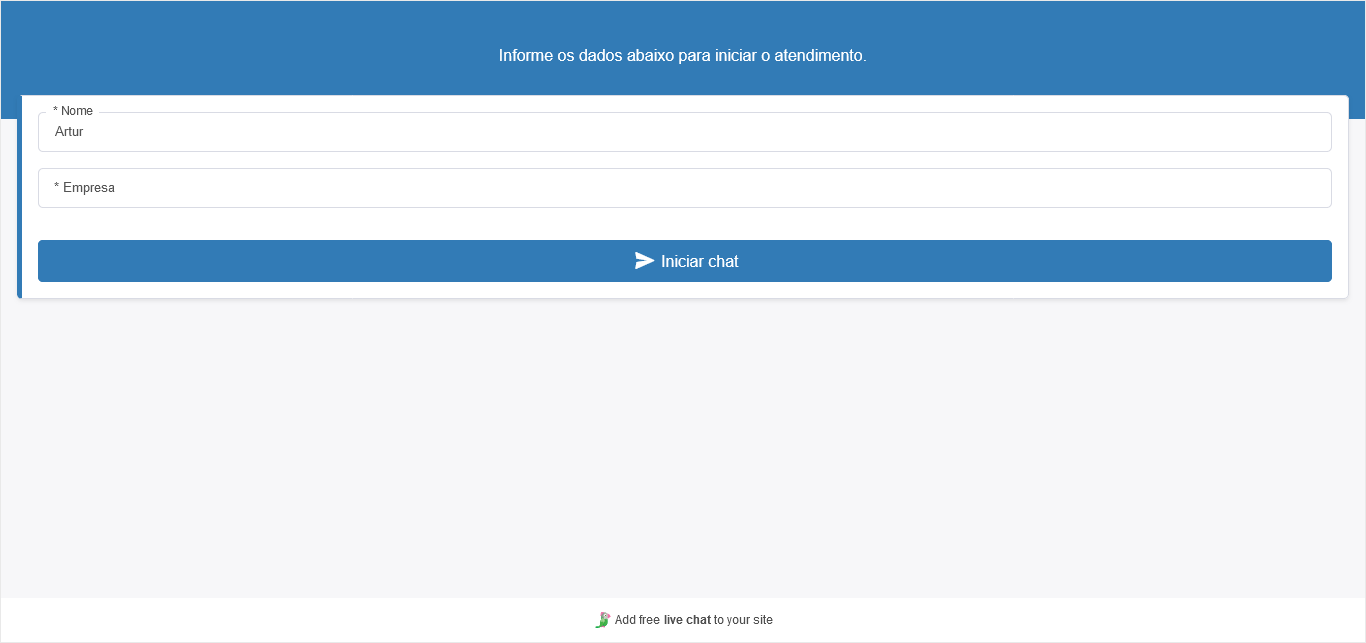 Informe os dados abaixo para iniciar o atendimento.
* Nome
Artur
* Empresa
Iniciar chat
Add free live chat to your site